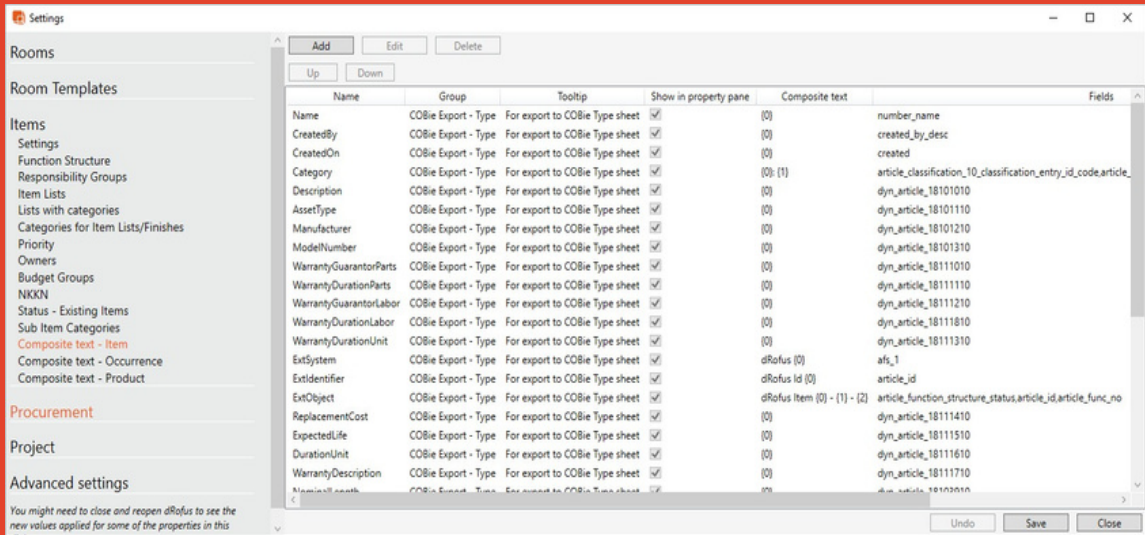 Settings
Rooms
Room Templates
Items
Settings
Function Structure
Responsibility Groups
Item Lists
Lists with categories
Categories for Item Lists/Finishes
Priority
Owners
Budget Groups
NKKN
Status - Existing Items
Sub Item Categories
Composite text - Item
Composite text - Occurrence
Composite text - Product
Procurement
Project
Advanced settings
You might need to close and reopen dRofus to see the
new values applied for some of the properties in this
Add Edit Delete
Up Down
Name Group Tooltip Show in property pane Composite text Fields
Name COBie Export - Type For export to COBie Type sheet {0} number_name
CreatedBy COBie Export - Type For export to COBie Type sheet {0} created_by_desc
CreatedOn COBie Export - Type For export to COBie Type sheet {0} created
Category COBie Export - Type For export to COBie Type sheet {0}: {1} article_classification_10_classification_entry_id_code,article_
Description COBie Export - Type For export to COBie Type sheet {0} dyn_article_18101010
AssetType COBie Export - Type For export to COBie Type sheet {0} dyn_article_18101110
Manufacturer COBie Export - Type For export to COBie Type sheet {0} dyn_article_18101210
ModelNumber COBie Export - Type For export to COBie Type sheet {0} dyn_article_18101310
WarrantyGuarantorParts COBie Export - Type For export to COBie Type sheet {0} dyn_article_18111010
WarrantyDurationParts COBie Export - Type For export to COBie Type sheet {0} dyn_article_18111110
WarrantyGuarantorLabor COBie Export - Type For export to COBie Type sheet {0} dyn_article_18111210
WarrantyDurationLabor COBie Export - Type For export to COBie Type sheet {0} dyn_article_18111810
WarrantyDurationUnit COBie Export - Type For export to COBie Type sheet {0} dyn_article_18111310
ExtSystem COBie Export - Type For export to COBie Type sheet dRofus {0} afs_1
ExtIdentifier COBie Export - Type For export to COBie Type sheet dRofus Id {0} article_id
ExtObject COBie Export - Type For export to COBie Type sheet dRofus Item {0} - {1} - {2} article_function_structure_status,article_id,article_func_no
ReplacementCost COBie Export - Type For export to COBie Type sheet {0} dyn_article_18111410
ExpectedLife COBie Export - Type For export to COBie Type sheet {0} dyn_article_18111510
DurationUnit COBie Export - Type For export to COBie Type sheet {0} dyn_article_18111610
WarrantyDescription COBie Export - Type For export to COBie Type sheet {0} dyn_article_18111710
NominalLength COBie Export - Type For export to COBie Type sheet {0} dyn_article_18103010
Undo Save Close